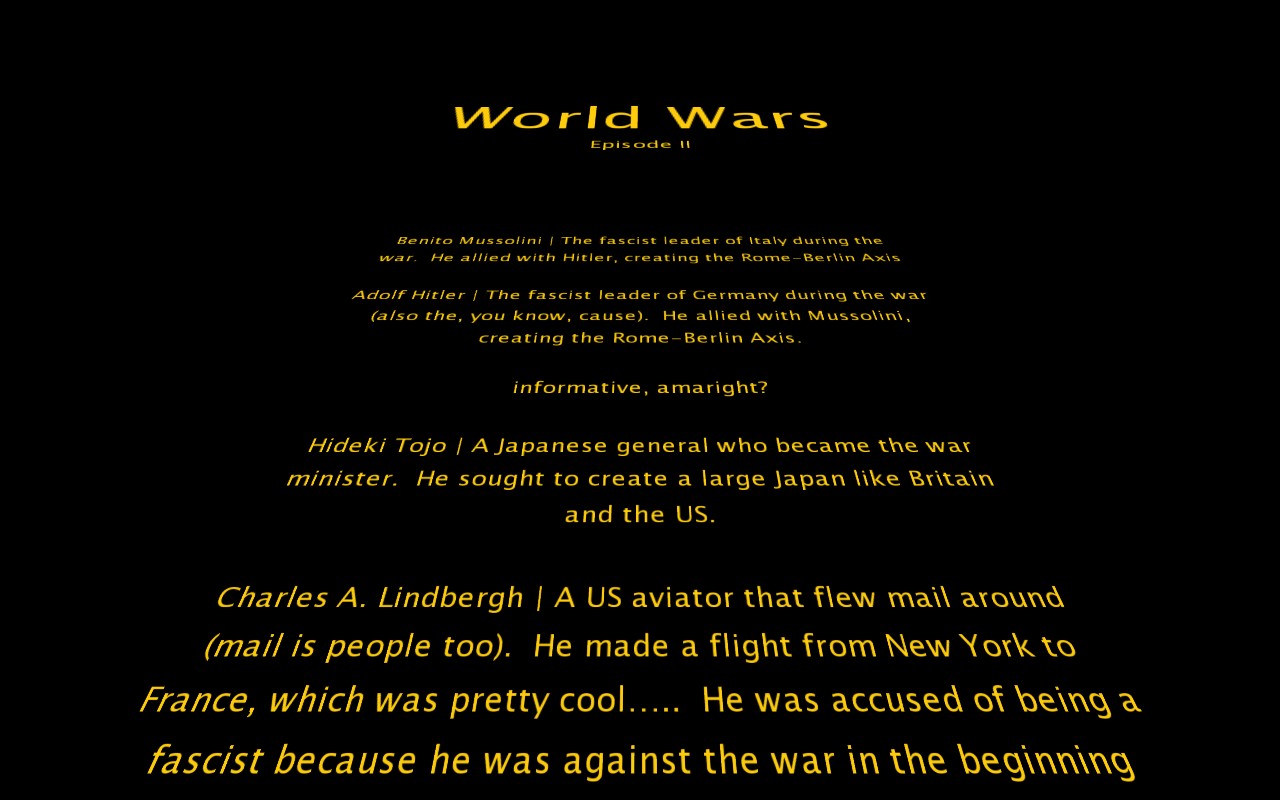 World Wars
Episode II
Benito Mussolini | The fascist leader of Italy during the
war.  He allied with Hitler, creating the Rome-Berlin Axis
Adolf Hitler | The fascist leader of Germany during the war
(also the, you know, cause).  He allied with Mussolini,
creating the Rome-Berlin Axis.
informative, amaright?
Hideki Tojo | A Japanese general who became the war
minister.  He sought to create a large Japan like Britain
and the US.
Charles A. Lindbergh | A US aviator that flew mail around
(mail is people too).  He made a flight from New York to
France, which was pretty cool.....  He was accused of being a
fascist because he was against the war in the beginning